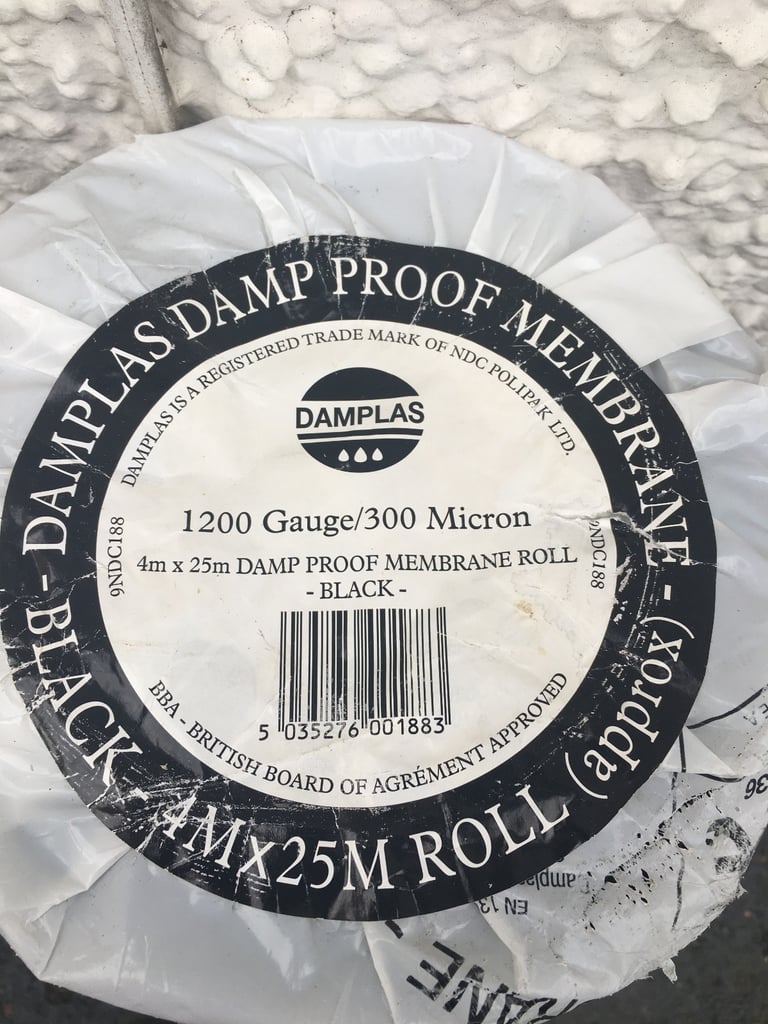 DAMPLAS DAMP PROOF MEMBRANE - (approx)
4Mx25M ROLL
- BLACK -
DAMPLAS IS A REGISTERED TRADE MARK OF NDC POLIPAK LTD.
DAMPLAS
1200 Gauge/300 Micron
9NDC188
9NDC188
4m x 25m DAMP PROOF MEMBRANE ROLL
- BLACK -
5 035276 001883
BBA - BRITISH BOARD OF AGRÉMENT APPROVED
EN 13